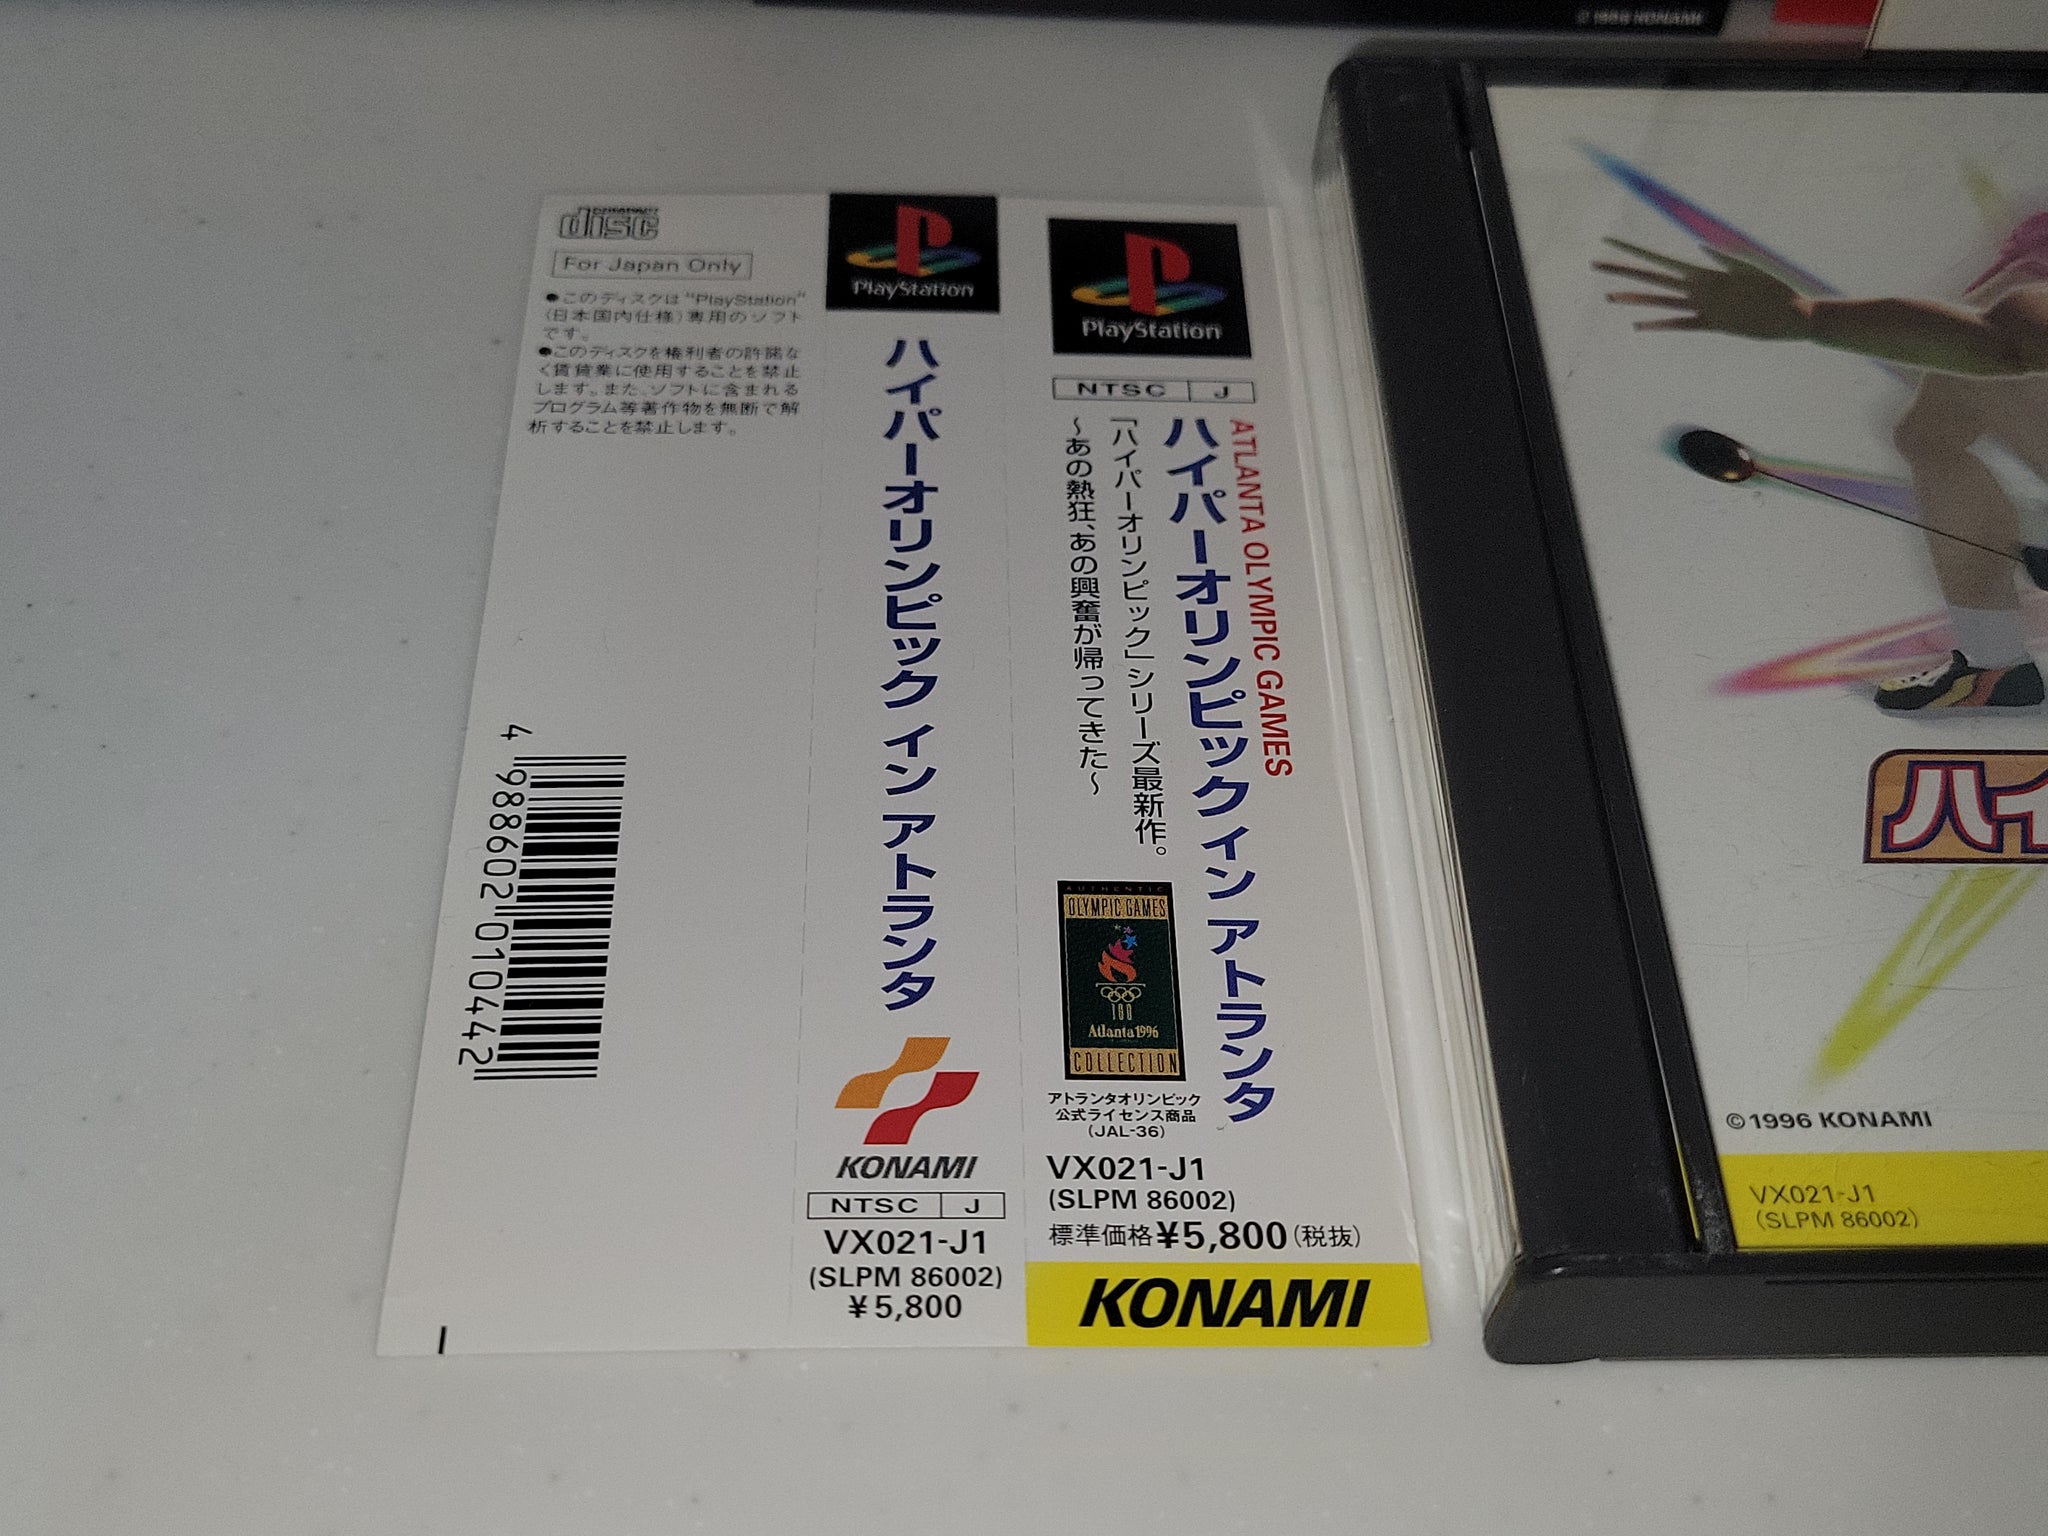 ©1996 KONAMI
disc
For Japan Only
●このディスクは"PlayStation"
(日本国内仕様)専用のソフト
です。
●このディスクを権利者の許諾な
く賃貸業に使用することを禁止
します。また、ソフトに含まれる
プログラム等著作物を無断で解
析することを禁止します。
4 988602 010442
PlayStation
ハイパーオリンピック イン アトランタ
KONAMI
NTSC J
VX021-J1
(SLPM 86002)
¥5,800
PlayStation
NTSC J
ATLANTA OLYMPIC GAMES
ハイパーオリンピック イン アトランタ
「ハイパーオリンピック」シリーズ最新作。
〜あの熱狂、あの興奮が帰ってきた〜
AUTHENTIC
OLYMPIC GAMES
100
Atlanta 1996
COLLECTION
アトランタオリンピック
公式ライセンス商品
(JAL-36)
VX021-J1
(SLPM 86002)
標準価格¥5,800(税抜)
KONAMI
ハイ
©1996 KONAMI
VX021-J1
(SLPM 86002)